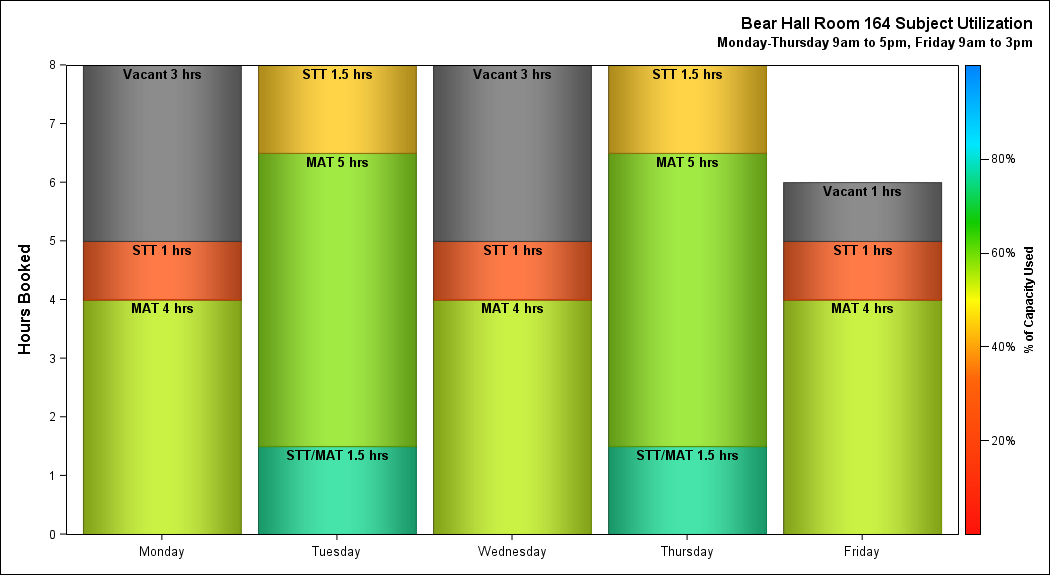 Bear Hall Room 164 Subject Utilization
Monday-Thursday 9am to 5pm, Friday 9am to 3pm
Hours Booked
8
7
6
5
4
3
2
1
0
Vacant 3 hrs
STT 1 hrs
MAT 4 hrs
STT 1.5 hrs
MAT 5 hrs
STT/MAT 1.5 hrs
Vacant 3 hrs
STT 1 hrs
MAT 4 hrs
STT 1.5 hrs
MAT 5 hrs
STT/MAT 1.5 hrs
Vacant 1 hrs
STT 1 hrs
MAT 4 hrs
Monday
Tuesday
Wednesday
Thursday
Friday
80%
60%
40%
20%
% of Capacity Used